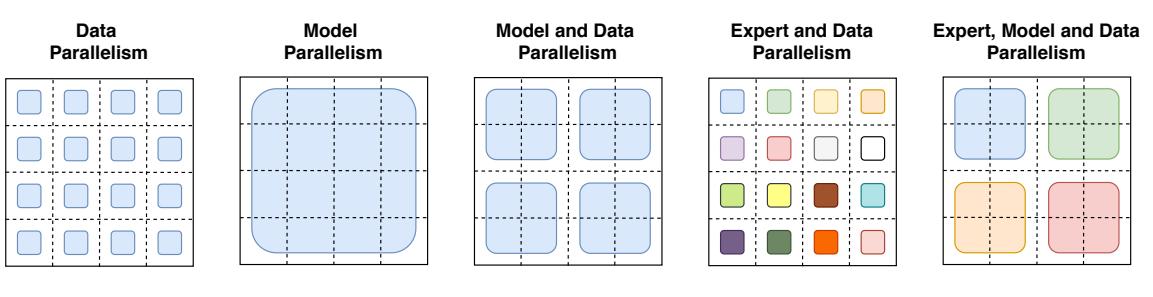 Data
Parallelism
Model
Parallelism
Model and Data
Parallelism
Expert and Data
Parallelism
Expert, Model and Data
Parallelism